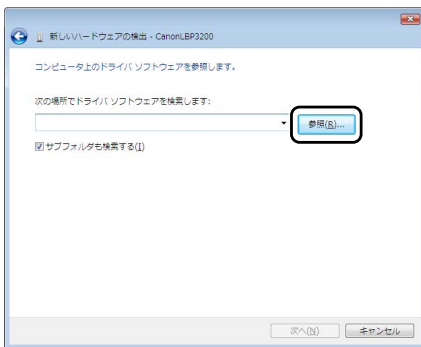 新しいハードウェアの検出 - CanonLBP3200
コンピュータ上のドライバ ソフトウェアを参照します。
次の場所でドライバ ソフトウェアを検索します:
参照(R)...
サブフォルダも検索する(I)
次へ(N) キャンセル